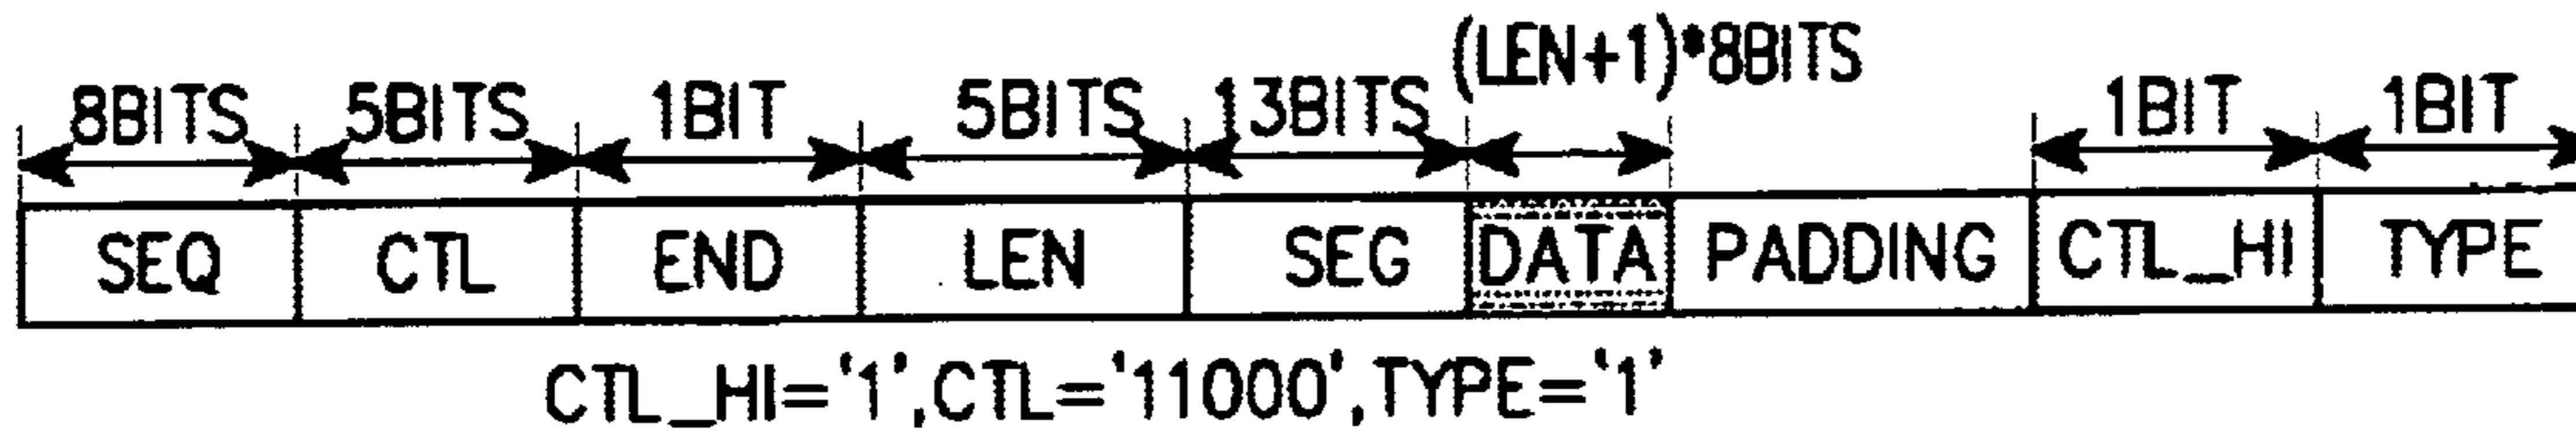 (LEN+1)*8BITS
8BITS 5BITS 1BIT 5BITS 13BITS 1BIT 1BIT
SEQ CTL END LEN SEG DATA PADDING CTL_HI TYPE
CTL_HI='1',CTL='11000',TYPE='1'